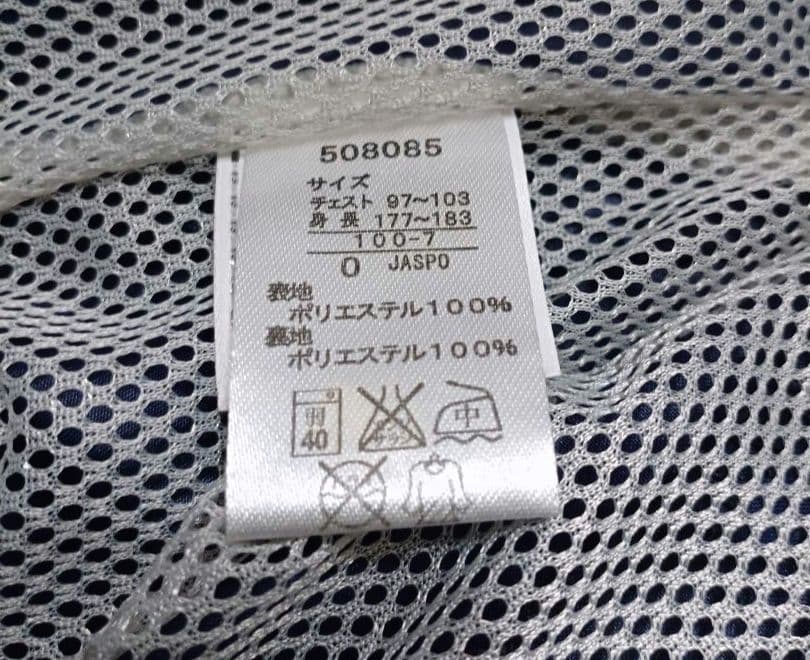 508085
サイズ
チェスト 97〜103
身長 177〜183
100-7
O JASPO
表地
ポリエステル100%
裏地
ポリエステル100%
40
中